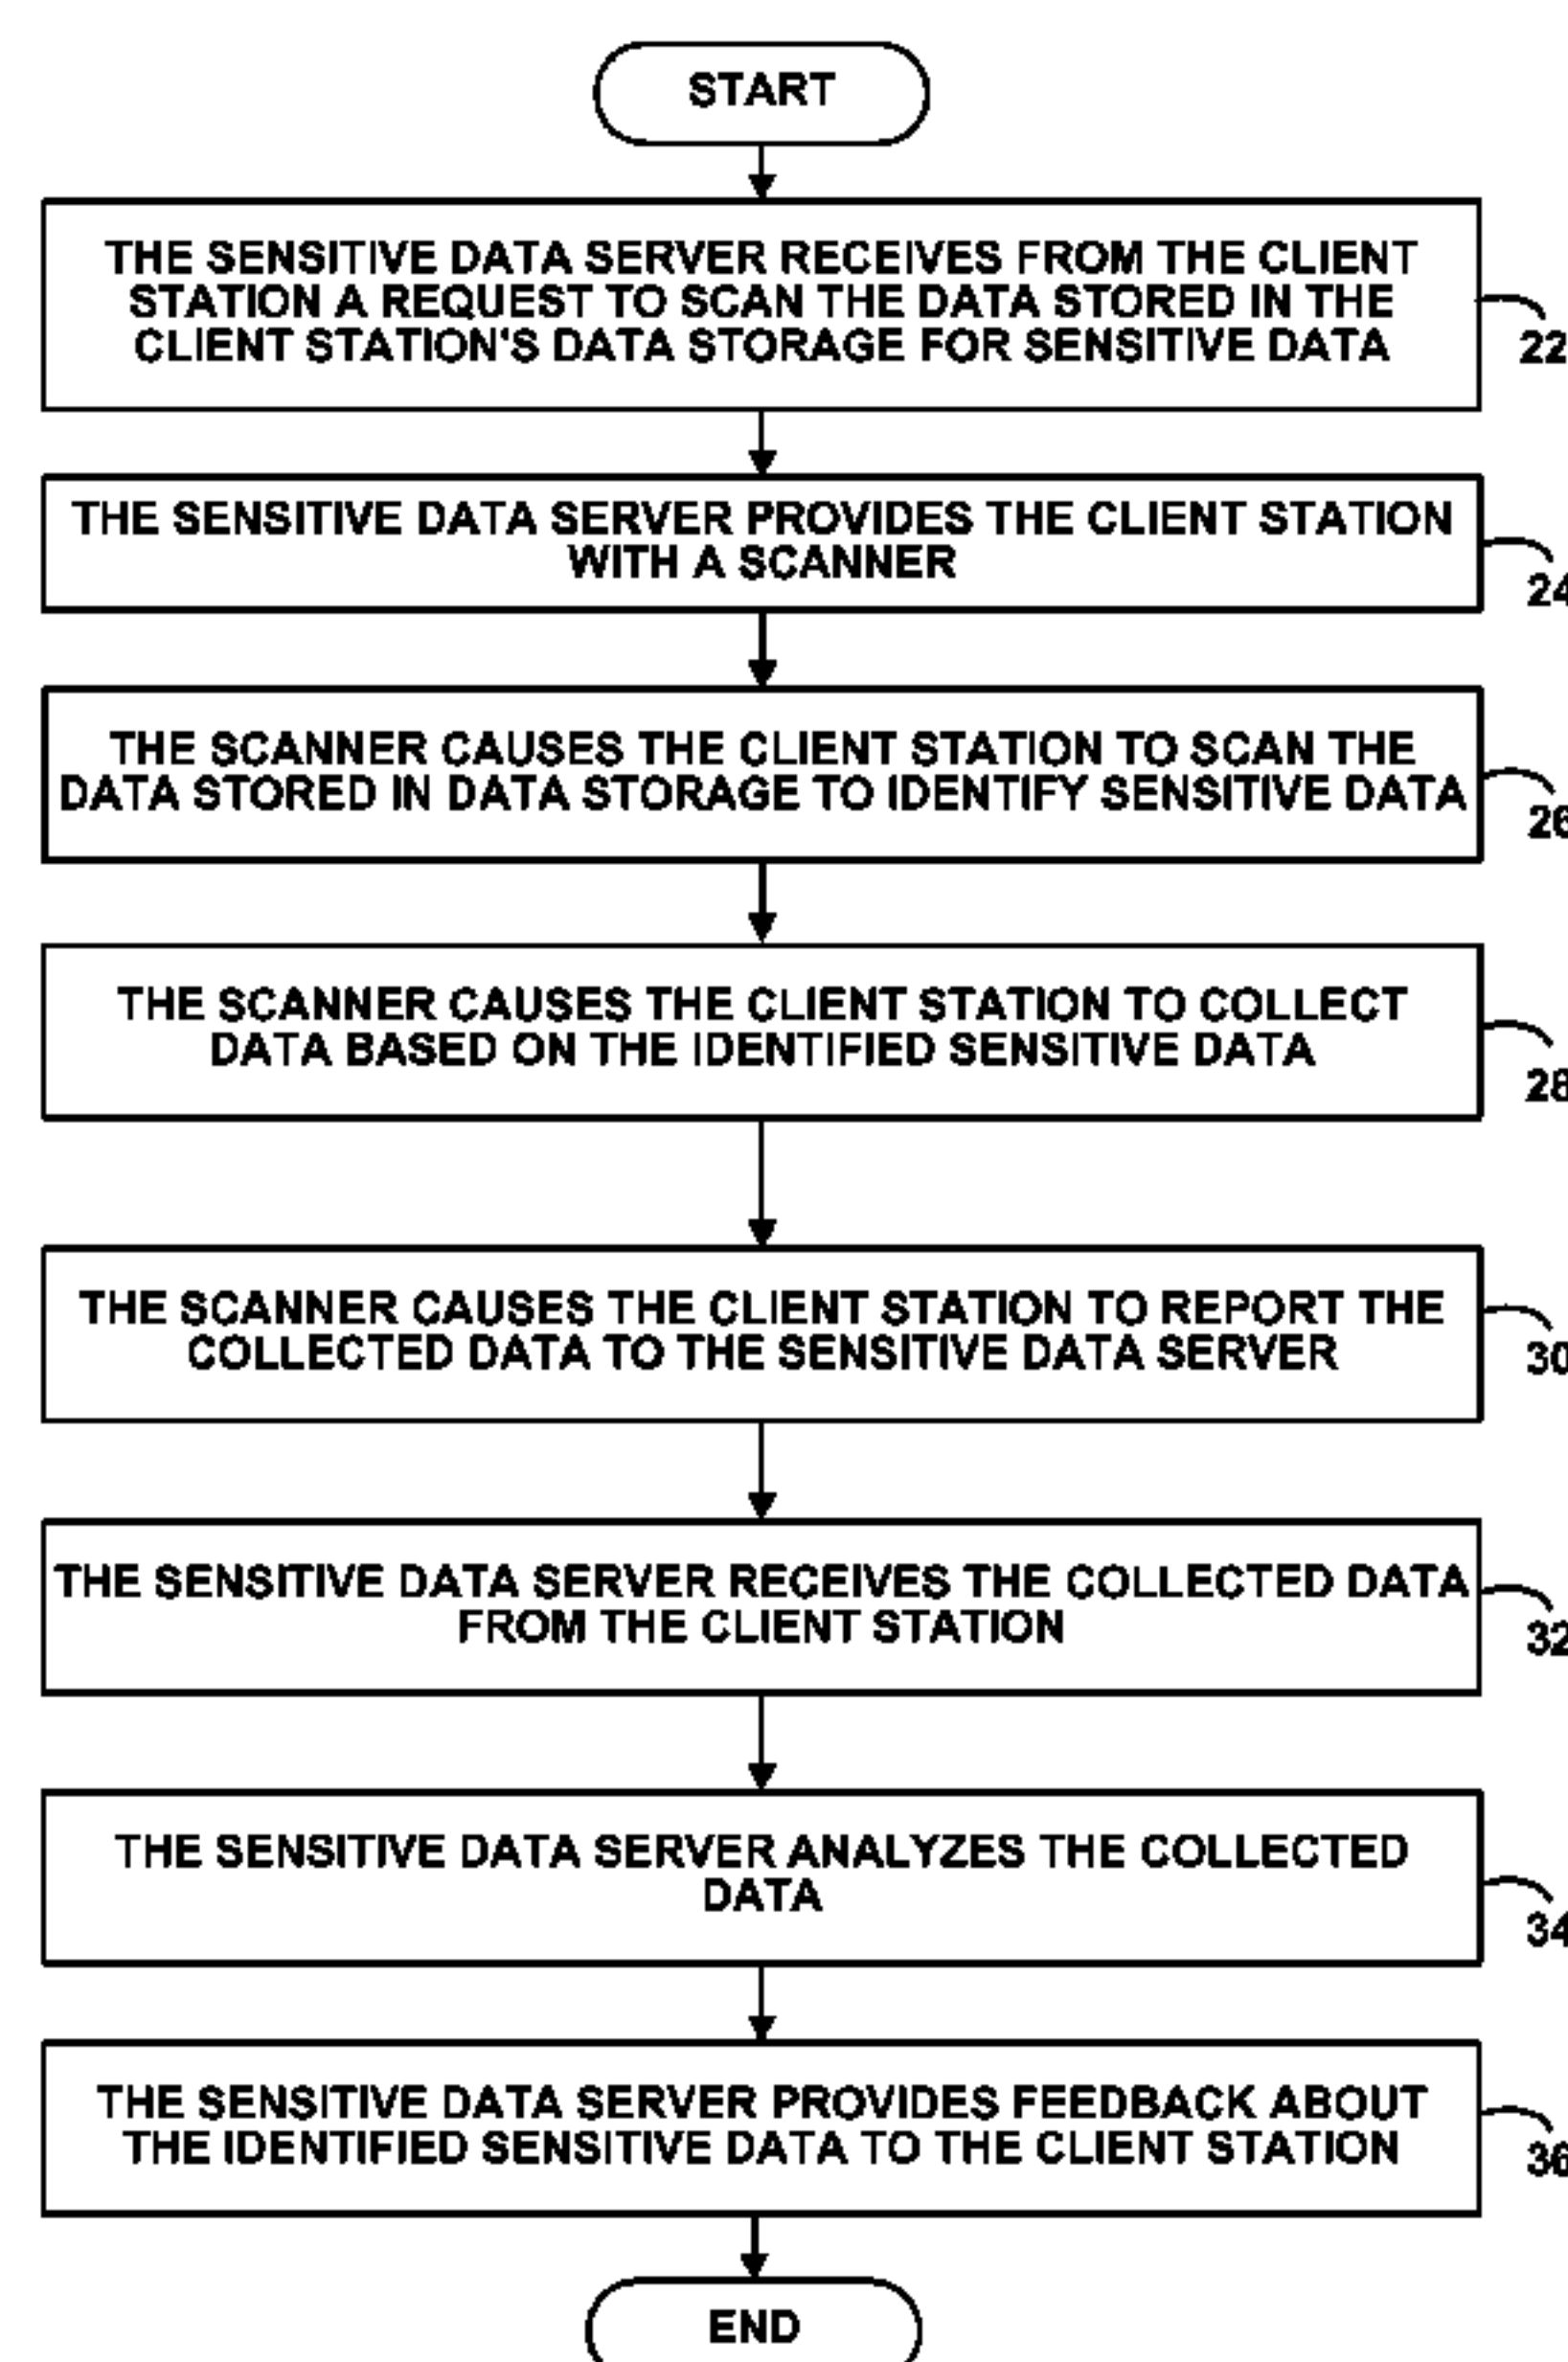 START
THE SENSITIVE DATA SERVER RECEIVES FROM THE CLIENT
STATION A REQUEST TO SCAN THE DATA STORED IN THE
CLIENT STATION'S DATA STORAGE FOR SENSITIVE DATA
22
THE SENSITIVE DATA SERVER PROVIDES THE CLIENT STATION
WITH A SCANNER
24
THE SCANNER CAUSES THE CLIENT STATION TO SCAN THE
DATA STORED IN DATA STORAGE TO IDENTIFY SENSITIVE DATA
26
THE SCANNER CAUSES THE CLIENT STATION TO COLLECT
DATA BASED ON THE IDENTIFIED SENSITIVE DATA
28
THE SCANNER CAUSES THE CLIENT STATION TO REPORT THE
COLLECTED DATA TO THE SENSITIVE DATA SERVER
30
THE SENSITIVE DATA SERVER RECEIVES THE COLLECTED DATA
FROM THE CLIENT STATION
32
THE SENSITIVE DATA SERVER ANALYZES THE COLLECTED
DATA
34
THE SENSITIVE DATA SERVER PROVIDES FEEDBACK ABOUT
THE IDENTIFIED SENSITIVE DATA TO THE CLIENT STATION
36
END